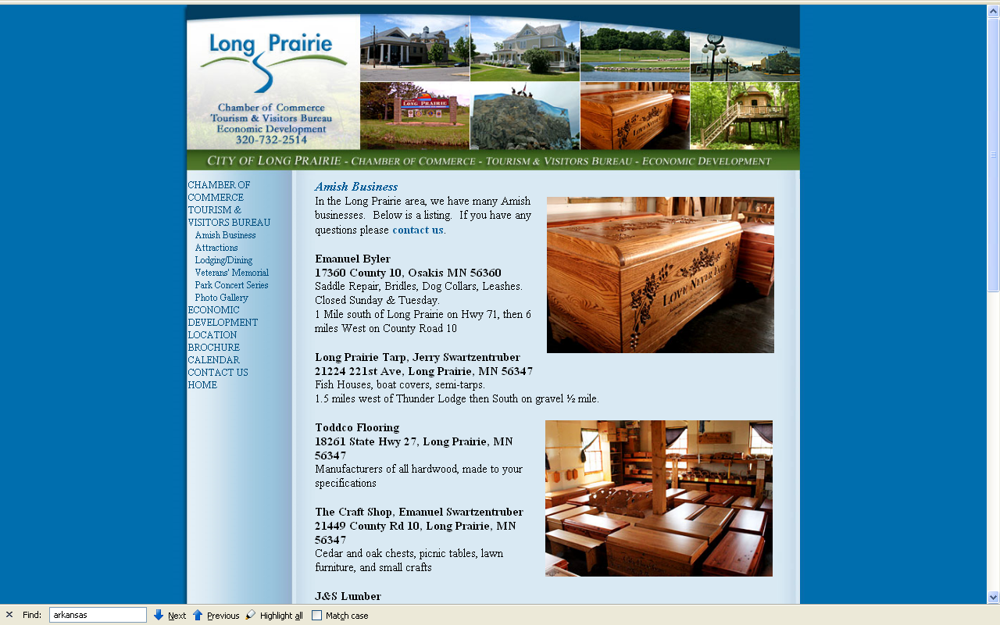 Long Prairie
Chamber of Commerce
Tourism & Visitors Bureau
Economic Development
320-732-2514
LONG PRAIRIE
LOVE NEVER FAILS
CITY OF LONG PRAIRIE - CHAMBER OF COMMERCE - TOURISM & VISITORS BUREAU - ECONOMIC DEVELOPMENT
CHAMBER OF
COMMERCE
TOURISM &
VISITORS BUREAU
Amish Business
Attractions
Lodging/Dining
Veterans' Memorial
Park Concert Series
Photo Gallery
ECONOMIC
DEVELOPMENT
LOCATION
BROCHURE
CALENDAR
CONTACT US
HOME
Amish Business
In the Long Prairie area, we have many Amish
businesses.  Below is a listing.  If you have any
questions please contact us.
LOVE NEVER FAILS
Emanuel Byler
17360 County 10, Osakis MN 56360
Saddle Repair, Bridles, Dog Collars, Leashes.
Closed Sunday & Tuesday.
1 Mile south of Long Prairie on Hwy 71, then 6
miles West on County Road 10
Long Prairie Tarp, Jerry Swartzentruber
21224 221st Ave, Long Prairie, MN 56347
Fish Houses, boat covers, semi-tarps.
1.5 miles west of Thunder Lodge then South on gravel ½ mile.
Toddco Flooring
18261 State Hwy 27, Long Prairie, MN
56347
Manufacturers of all hardwood, made to your
specifications
The Craft Shop, Emanuel Swartzentruber
21449 County Rd 10, Long Prairie, MN
56347
Cedar and oak chests, picnic tables, lawn
furniture, and small crafts
J&S Lumber
Find: arkansas Next Previous Highlight all Match case